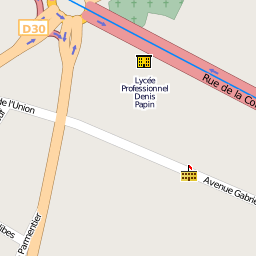 D30
Lycée
Professionnel
Denis
Papin
Rue de la Co
de l'Union
Avenue Gabrie
Parmentier